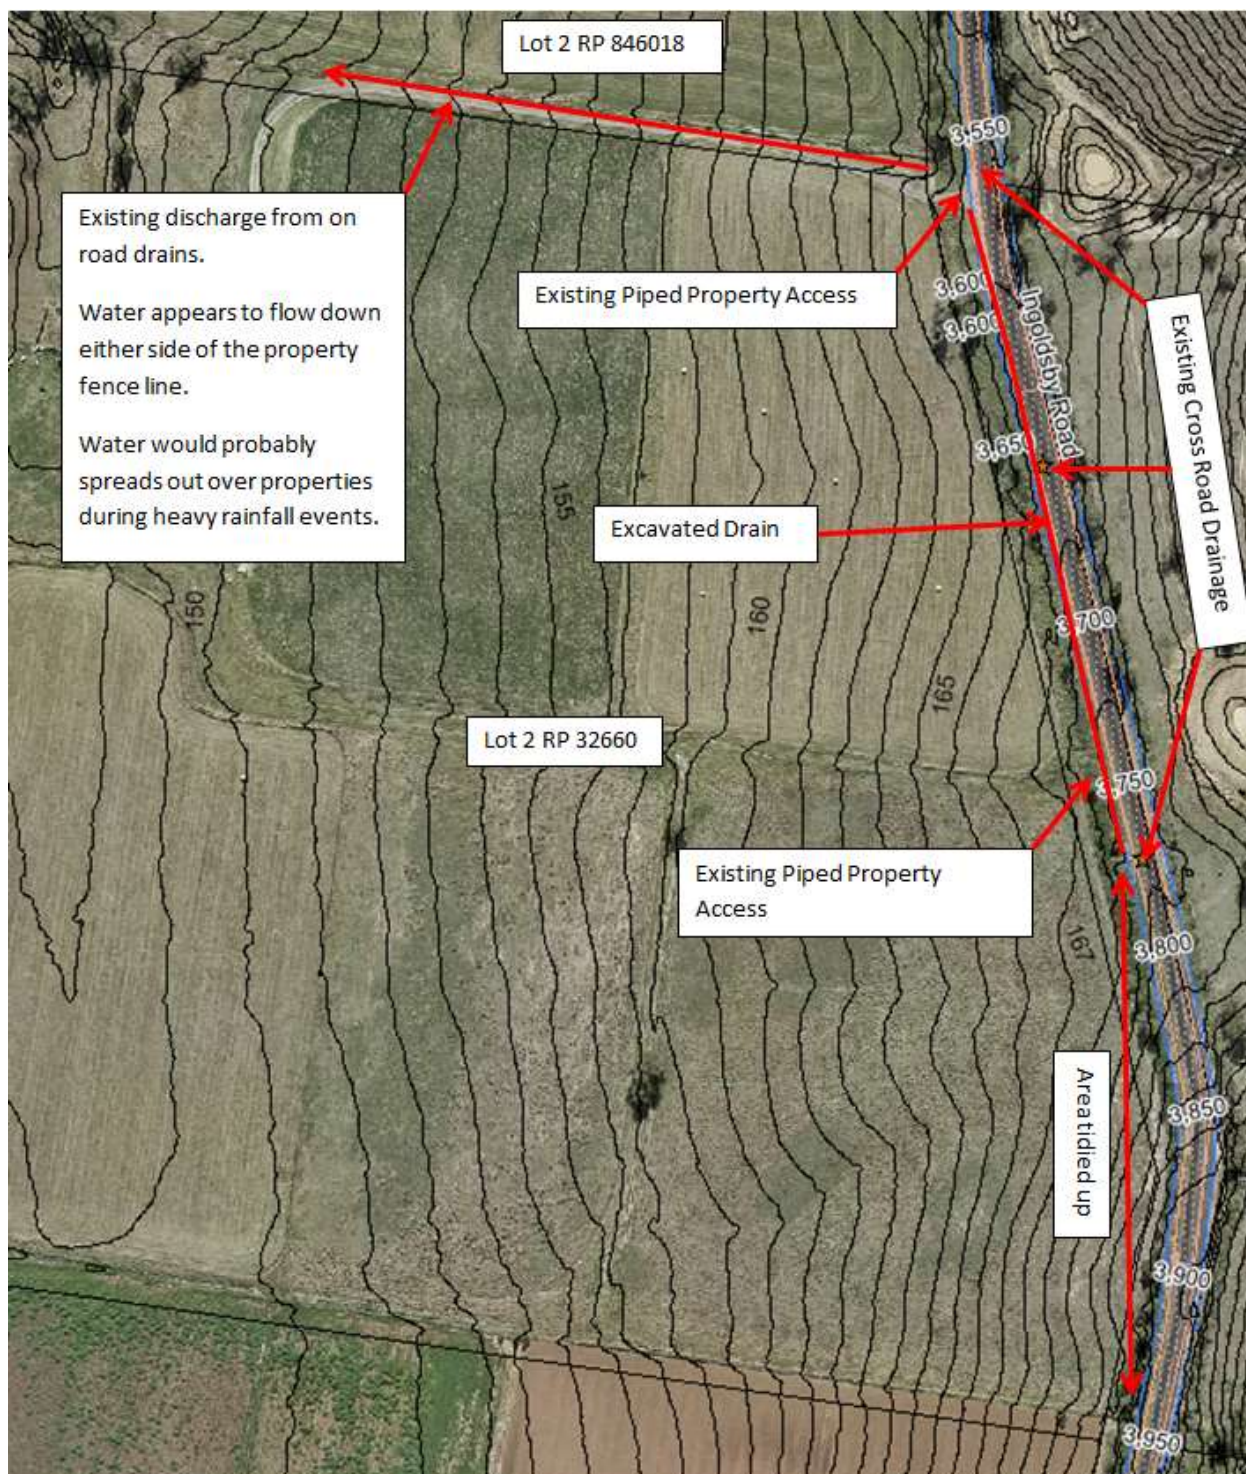 Lot 2 RP 846018
3,550
Existing discharge from on
road drains.
Water appears to flow down
either side of the property
fence line.
Water would probably
spreads out over properties
during heavy rainfall events.
Existing Piped Property Access
3,600
3,600
Ingoldsby Road
Existing Cross Road Drainage
3,650
155
Excavated Drain
150
160
3,700
165
Lot 2 RP 32660
3,750
Existing Piped Property
Access
167
3,800
Areatidied up
3,850
3,900
3,950